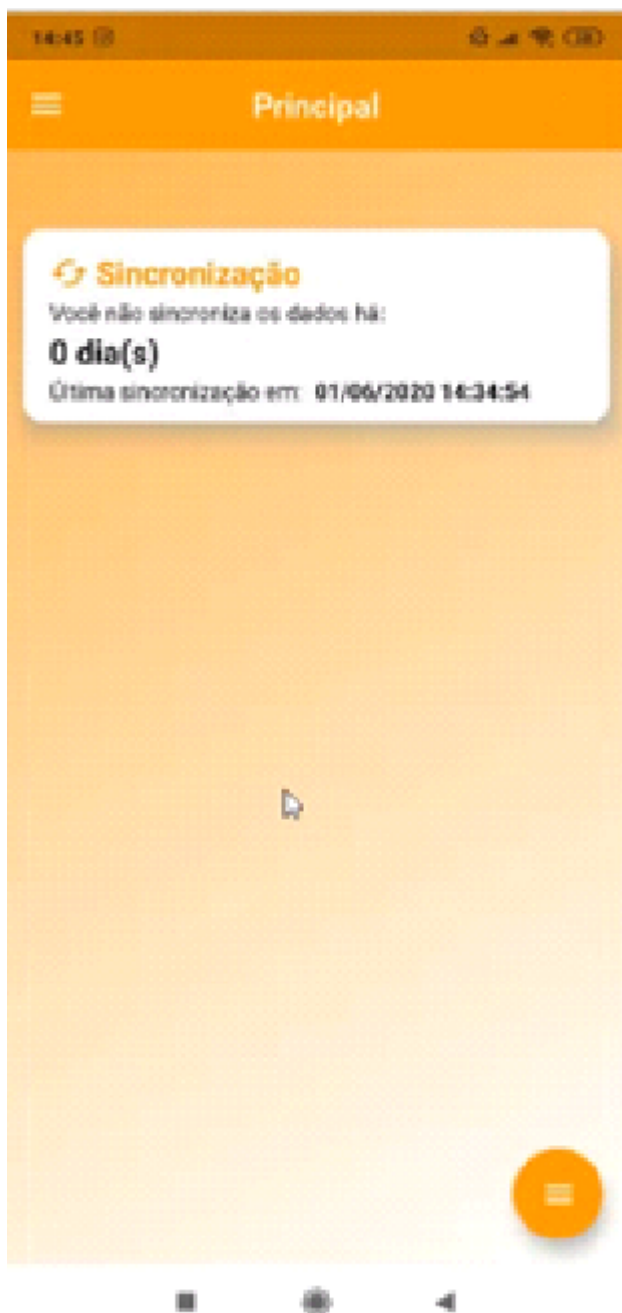 14:45
Principal
Sincronização
Você não sincroniza os dados há:
0 dia(s)
Última sincronização em: 01/06/2020 14:34:54